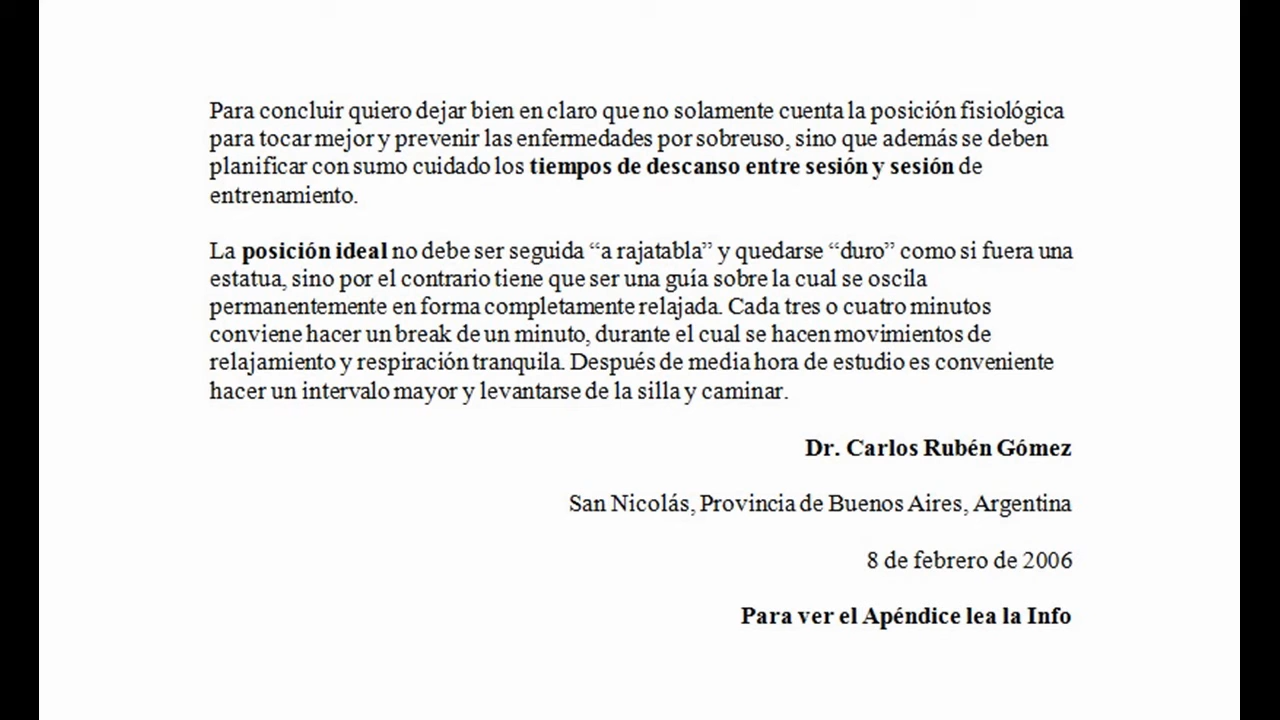 Para concluir quiero dejar bien en claro que no solamente cuenta la posición fisiológica
para tocar mejor y prevenir las enfermedades por sobreuso, sino que además se deben
planificar con sumo cuidado los tiempos de descanso entre sesión y sesión de
entrenamiento.
La posición ideal no debe ser seguida “a rajatabla” y quedarse “duro” como si fuera una
estatua, sino por el contrario tiene que ser una guía sobre la cual se oscila
permanentemente en forma completamente relajada. Cada tres o cuatro minutos
conviene hacer un break de un minuto, durante el cual se hacen movimientos de
relajamiento y respiración tranquila. Después de media hora de estudio es conveniente
hacer un intervalo mayor y levantarse de la silla y caminar.
Dr. Carlos Rubén Gómez
San Nicolás, Provincia de Buenos Aires, Argentina
8 de febrero de 2006
Para ver el Apéndice lea la Info